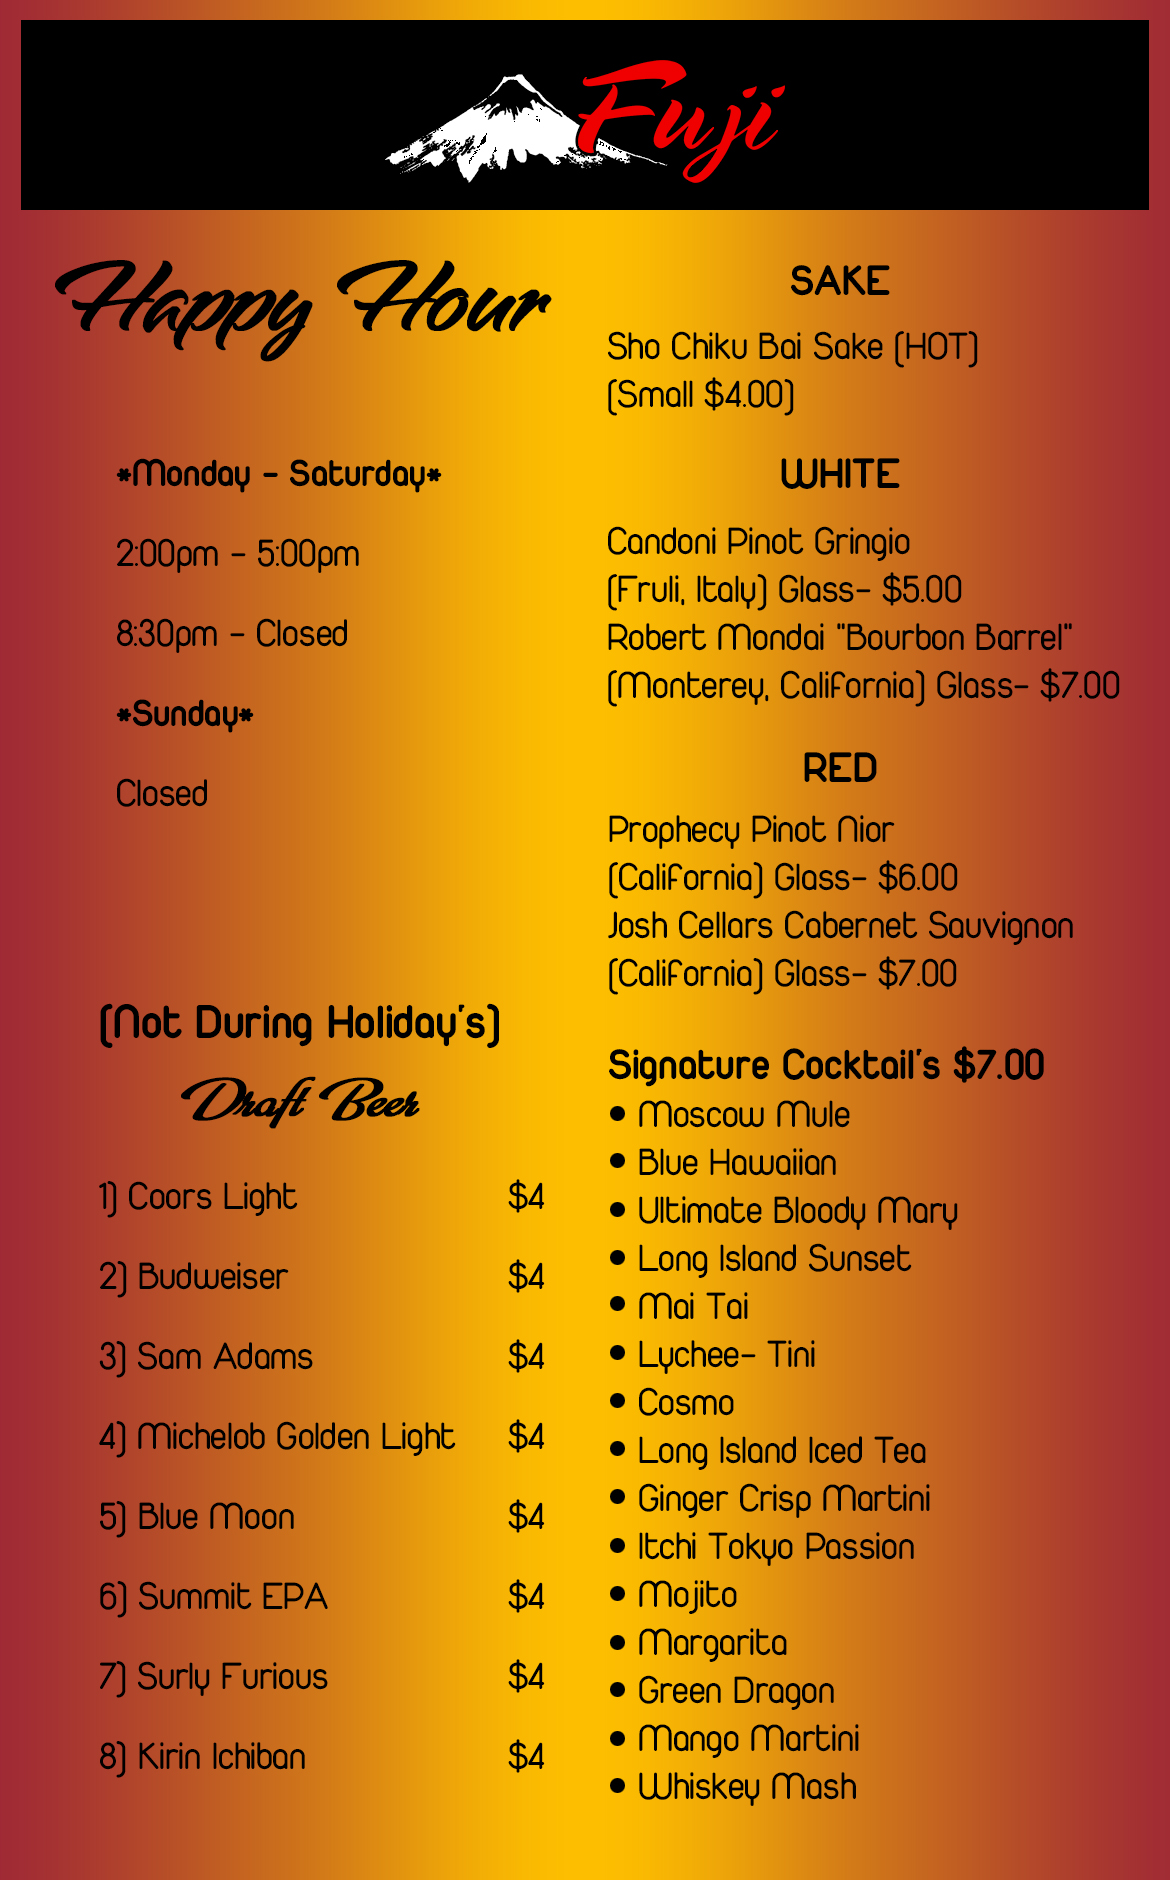 Fuji
Happy Hour
*Monday - Saturday*
2:00pm - 5:00pm
8:30pm - Closed
*Sunday*
Closed
(Not During Holiday's)
Draft Beer
1) Coors Light $4
2) Budweiser $4
3) Sam Adams $4
4) Michelob Golden Light $4
5) Blue Moon $4
6) Summit EPA $4
7) Surly Furious $4
8) Kirin Ichiban $4
SAKE
Sho Chiku Bai Sake (HOT)
(Small $4.00)
WHITE
Candoni Pinot Gringio
(Fruli, Italy) Glass- $5.00
Robert Mondai "Bourbon Barrel"
(Monterey, California) Glass- $7.00
RED
Prophecy Pinot Nior
(California) Glass- $6.00
Josh Cellars Cabernet Sauvignon
(California) Glass- $7.00
Signature Cocktail's $7.00
• Moscow Mule
• Blue Hawaiian
• Ultimate Bloody Mary
• Long Island Sunset
• Mai Tai
• Lychee- Tini
• Cosmo
• Long Island Iced Tea
• Ginger Crisp Martini
• Itchi Tokyo Passion
• Mojito
• Margarita
• Green Dragon
• Mango Martini
• Whiskey Mash